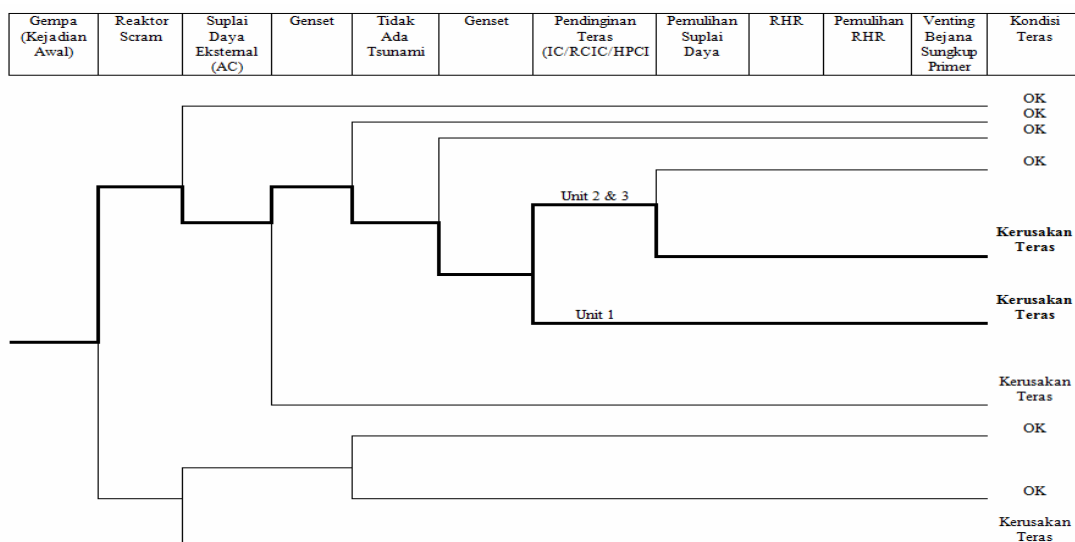 Gempa
(Kejadian
Awal)
Reaktor
Scram
Suplai
Daya
Eksternal
(AC)
Genset
Tidak
Ada
Tsunami
Genset
Pendinginan
Teras
(IC/RCIC/HPCI
Pemulihan
Suplai
Daya
RHR
Pemulihan
RHR
Venting
Bejana
Sungkup
Primer
Kondisi
Teras
OK
OK
OK
OK
Unit 2 & 3
Kerusakan
Teras
Kerusakan
Teras
Unit 1
Kerusakan
Teras
OK
OK
Kerusakan
Teras